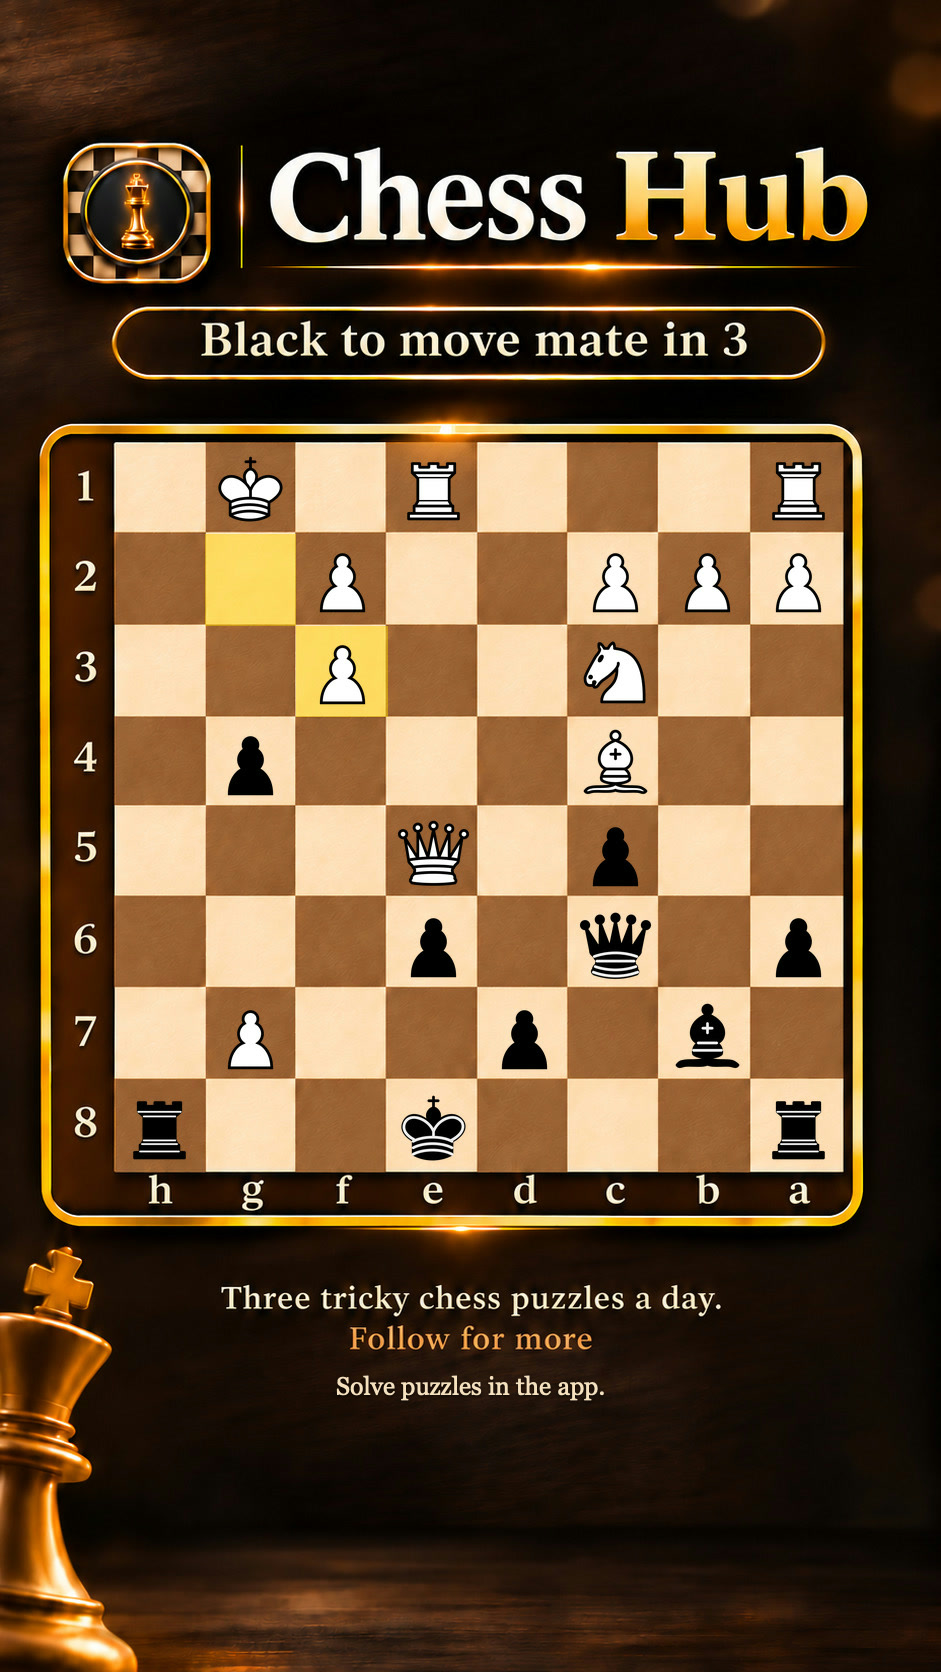 Chess Hub
Black to move mate in 3
1
2
3
4
5
6
7
8
h g f e d c b a
Three tricky chess puzzles a day.
Follow for more
Solve puzzles in the app.